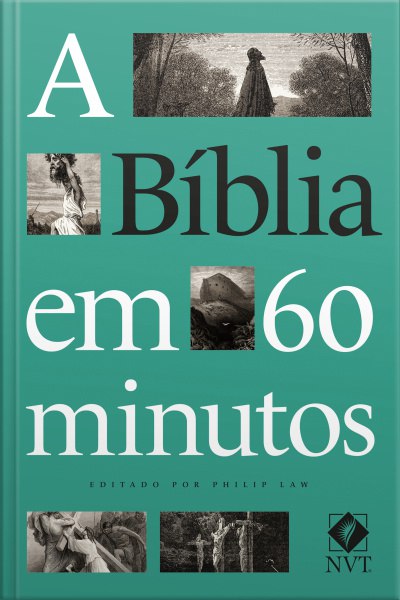 A
Bíblia
em 60
minutos
EDITADO POR PHILIP LAW
NVT